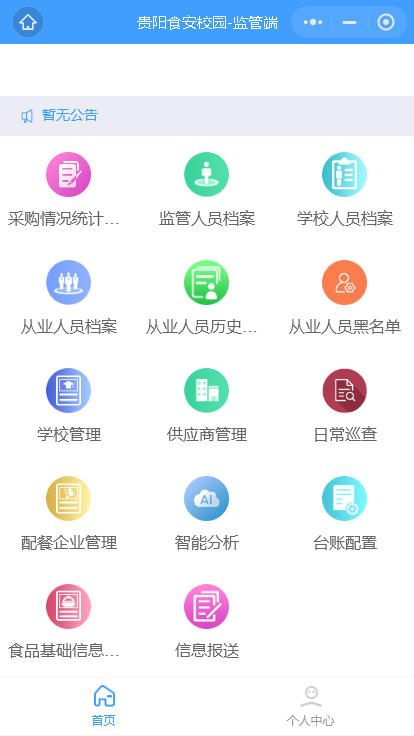 贵阳食安校园-监管端
暂无公告
采购情况统计...
监管人员档案
学校人员档案
从业人员档案
从业人员历史...
从业人员黑名单
学校管理
供应商管理
日常巡查
AI
配餐企业管理
智能分析
台账配置
食品基础信息...
信息报送
首页
个人中心